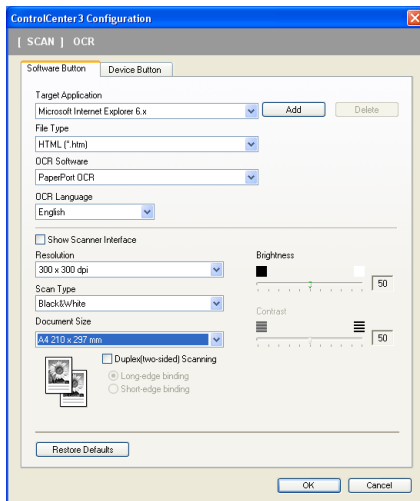 ControlCenter3 Configuration
[ SCAN ] OCR
Software Button Device Button
Target Application
Microsoft Internet Explorer 6.x Add Delete
File Type
HTML (*.htm)
OCR Software
PaperPort OCR
OCR Language
English
Show Scanner Interface
Resolution Brightness
300 x 300 dpi
50
Scan Type
Black&White
Contrast
Document Size
A4 210 x 297 mm 50
Duplex(two-sided) Scanning
Long-edge binding
Short-edge binding
Restore Defaults
OK Cancel